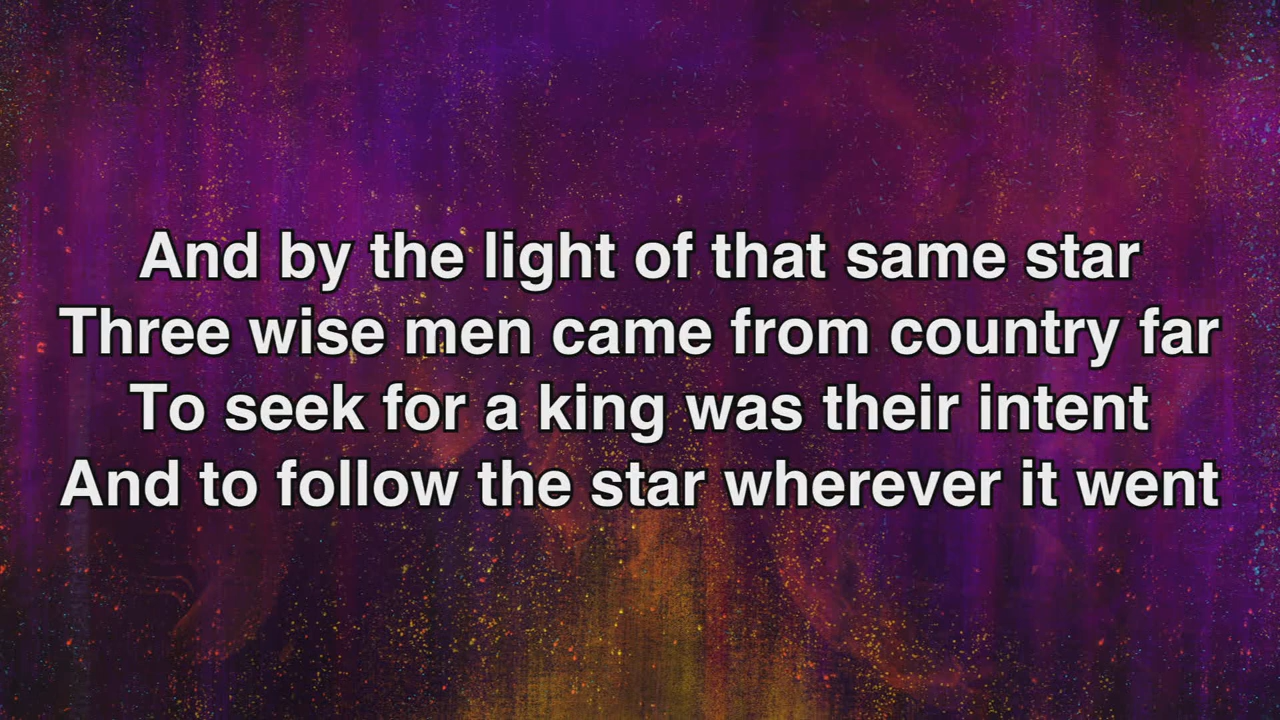 And by the light of that same star
Three wise men came from country far
To seek for a king was their intent
And to follow the star wherever it went